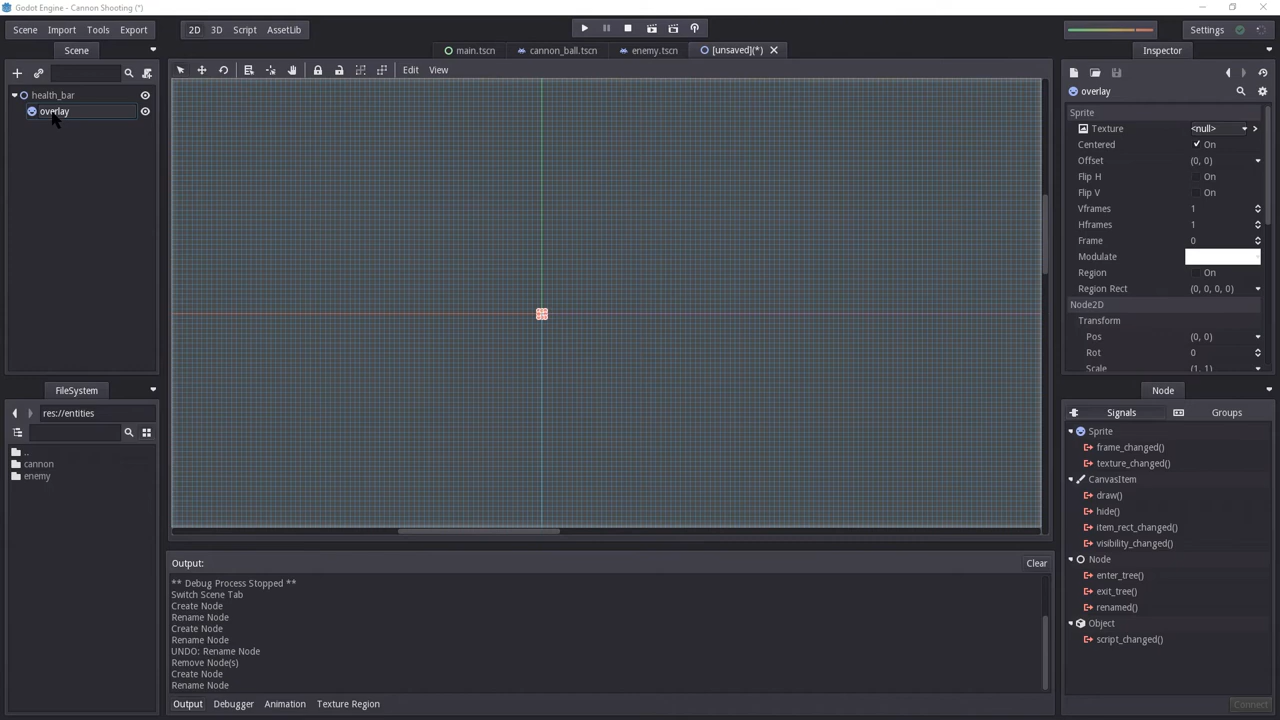 Godot Engine - Cannon Shooting (*)
Scene Import Tools Export
2D 3D Script AssetLib
Settings
Scene
main.tscn cannon_ball.tscn enemy.tscn [unsaved](*)
Inspector
Edit View
health_bar
overlay
overlay
Sprite
Texture <null>
Centered On
Offset (0, 0)
Flip H On
Flip V On
Vframes 1
Hframes 1
Frame 0
Modulate
Region On
Region Rect (0, 0, 0, 0)
Node2D
Transform
Pos (0, 0)
Rot 0
Scale (1, 1)
FileSystem
res://entities
..
cannon
enemy
Node
Signals Groups
Sprite
frame_changed()
texture_changed()
CanvasItem
draw()
hide()
item_rect_changed()
visibility_changed()
Node
enter_tree()
exit_tree()
renamed()
Object
script_changed()
Connect
Output: Clear
** Debug Process Stopped **
Switch Scene Tab
Create Node
Rename Node
Create Node
Rename Node
UNDO: Rename Node
Remove Node(s)
Create Node
Rename Node
Output Debugger Animation Texture Region